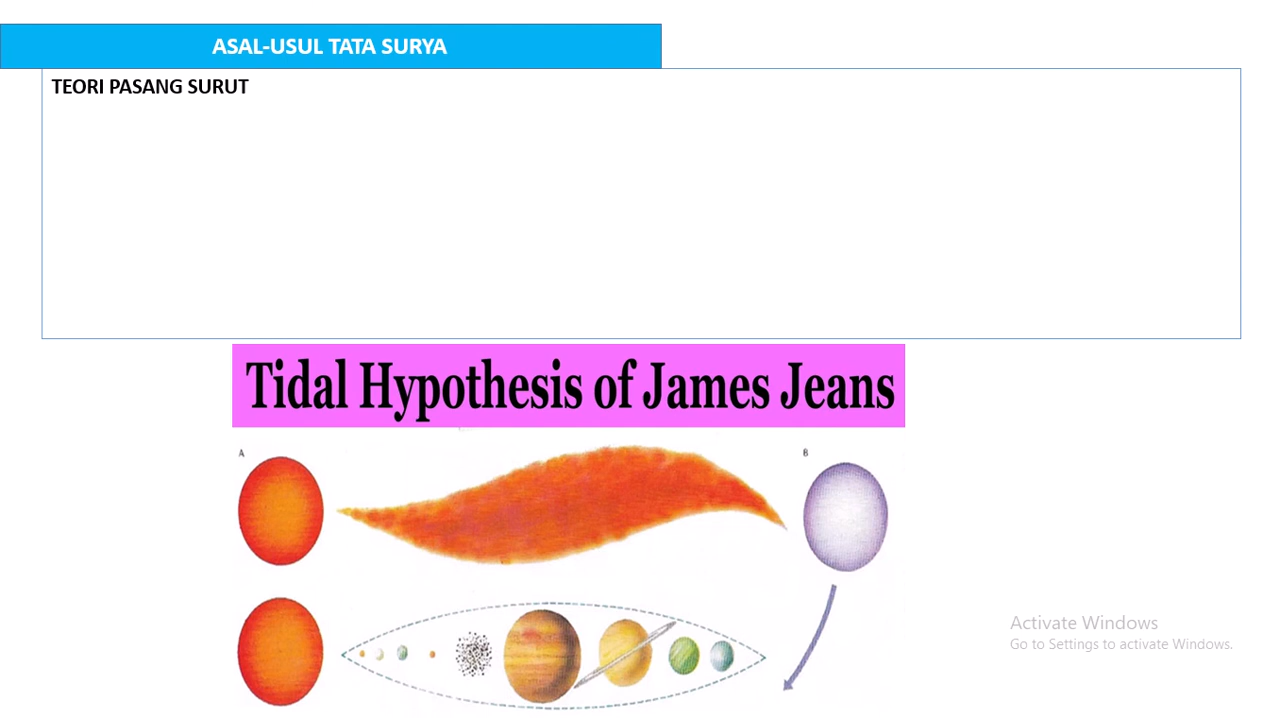 ASAL-USUL TATA SURYA
TEORI PASANG SURUT
Tidal Hypothesis of James Jeans
A
B
Activate Windows
Go to Settings to activate Windows.